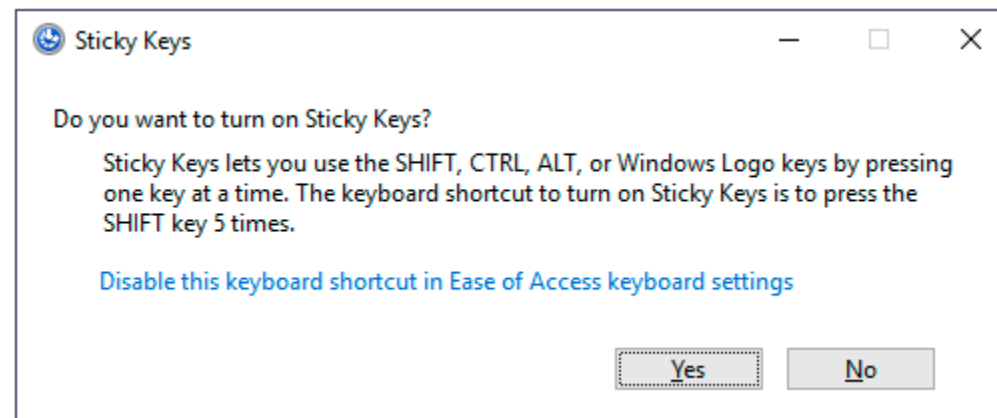 Sticky Keys
Do you want to turn on Sticky Keys?
Sticky Keys lets you use the SHIFT, CTRL, ALT, or Windows Logo keys by pressing
one key at a time. The keyboard shortcut to turn on Sticky Keys is to press the
SHIFT key 5 times.
Disable this keyboard shortcut in Ease of Access keyboard settings
Yes No